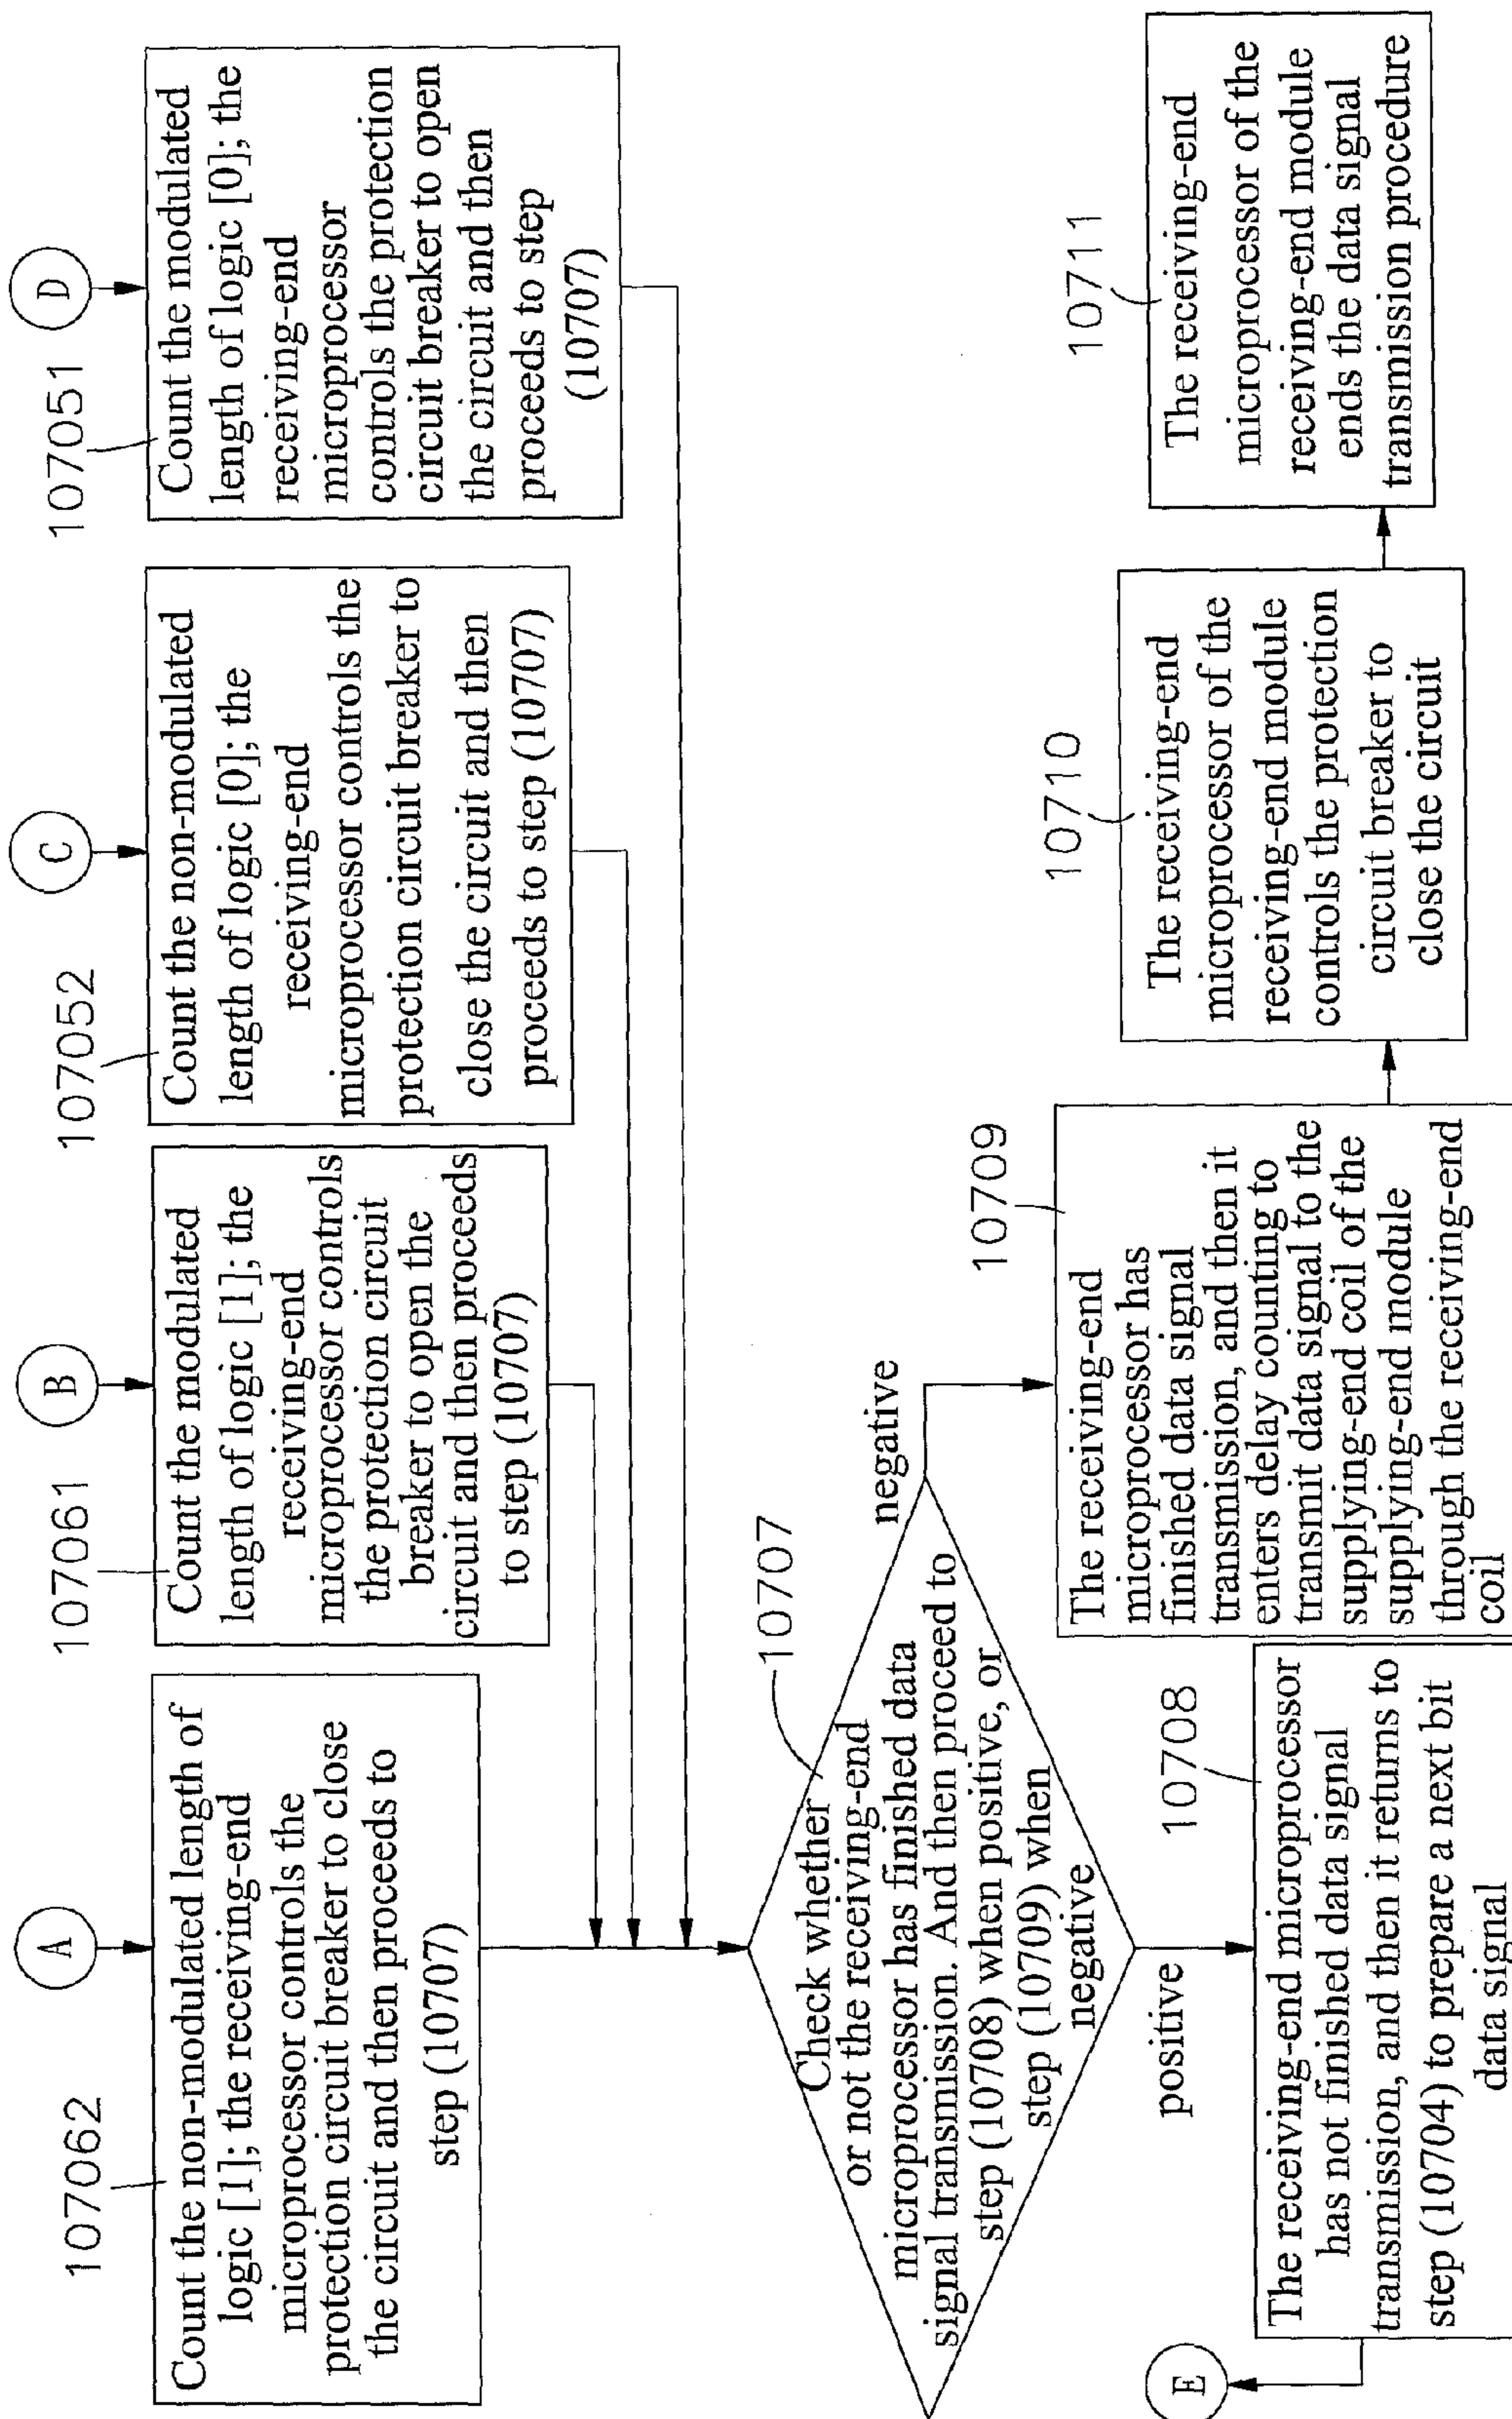 A
107062
Count the non-modulated length of
logic [1]; the receiving-end
microprocessor controls the
protection circuit breaker to close
the circuit and then proceeds to
step (10707)
B
107061
Count the modulated
length of logic [1]; the
receiving-end
microprocessor controls
the protection circuit
breaker to open the
circuit and then proceeds
to step (10707)
C
107052
Count the non-modulated
length of logic [0]; the
receiving-end
microprocessor controls the
protection circuit breaker to
close the circuit and then
proceeds to step (10707)
D
107051
Count the modulated
length of logic [0]; the
receiving-end
microprocessor
controls the protection
circuit breaker to open
the circuit and then
proceeds to step
(10707)
10707
Check whether
or not the receiving-end
microprocessor has finished data
signal transmission. And then proceed to
step (10708) when positive, or
step (10709) when
negative
negative
positive
E
10708
The receiving-end microprocessor
has not finished data signal
transmission, and then it returns to
step (10704) to prepare a next bit
data signal
10709
The receiving-end
microprocessor has
finished data signal
transmission, and then it
enters delay counting to
transmit data signal to the
supplying-end coil of the
supplying-end module
through the receiving-end
coil
10710
The receiving-end
microprocessor of the
receiving-end module
controls the protection
circuit breaker to
close the circuit
10711
The receiving-end
microprocessor of the
receiving-end module
ends the data signal
transmission procedure